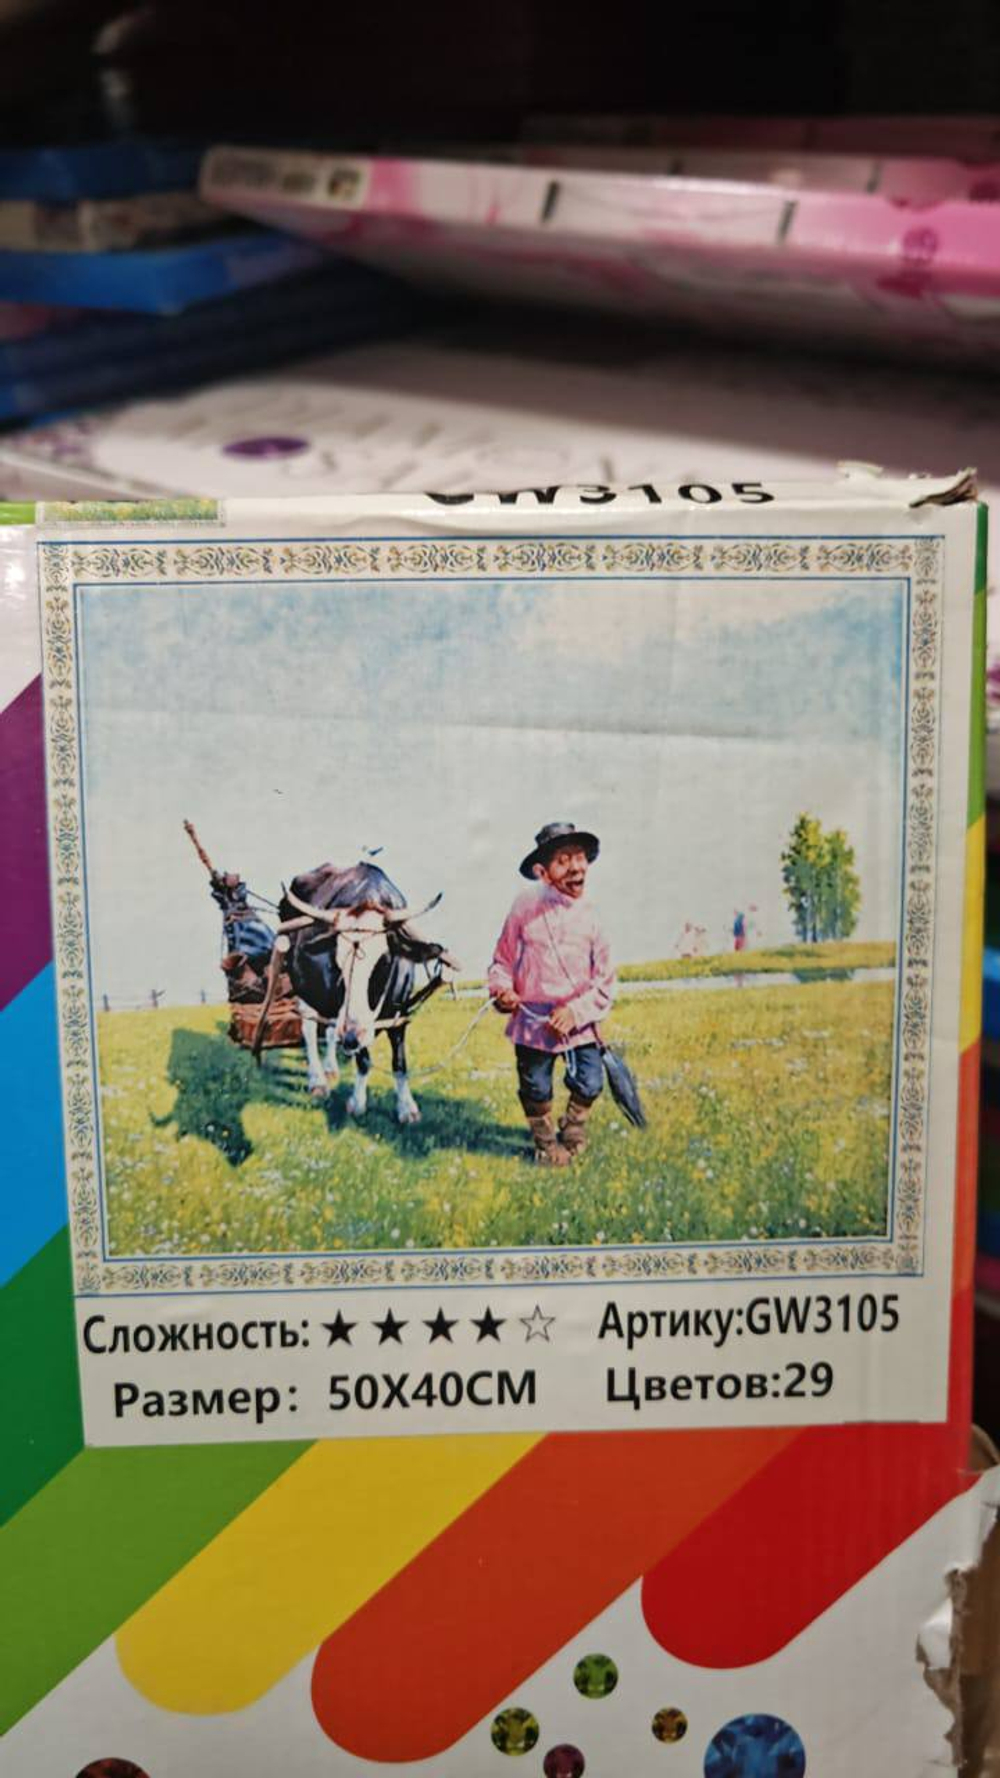 GW3105
Сложность: ★★★★☆ Артику:GW3105
Размер: 50X40CM Цветов:29